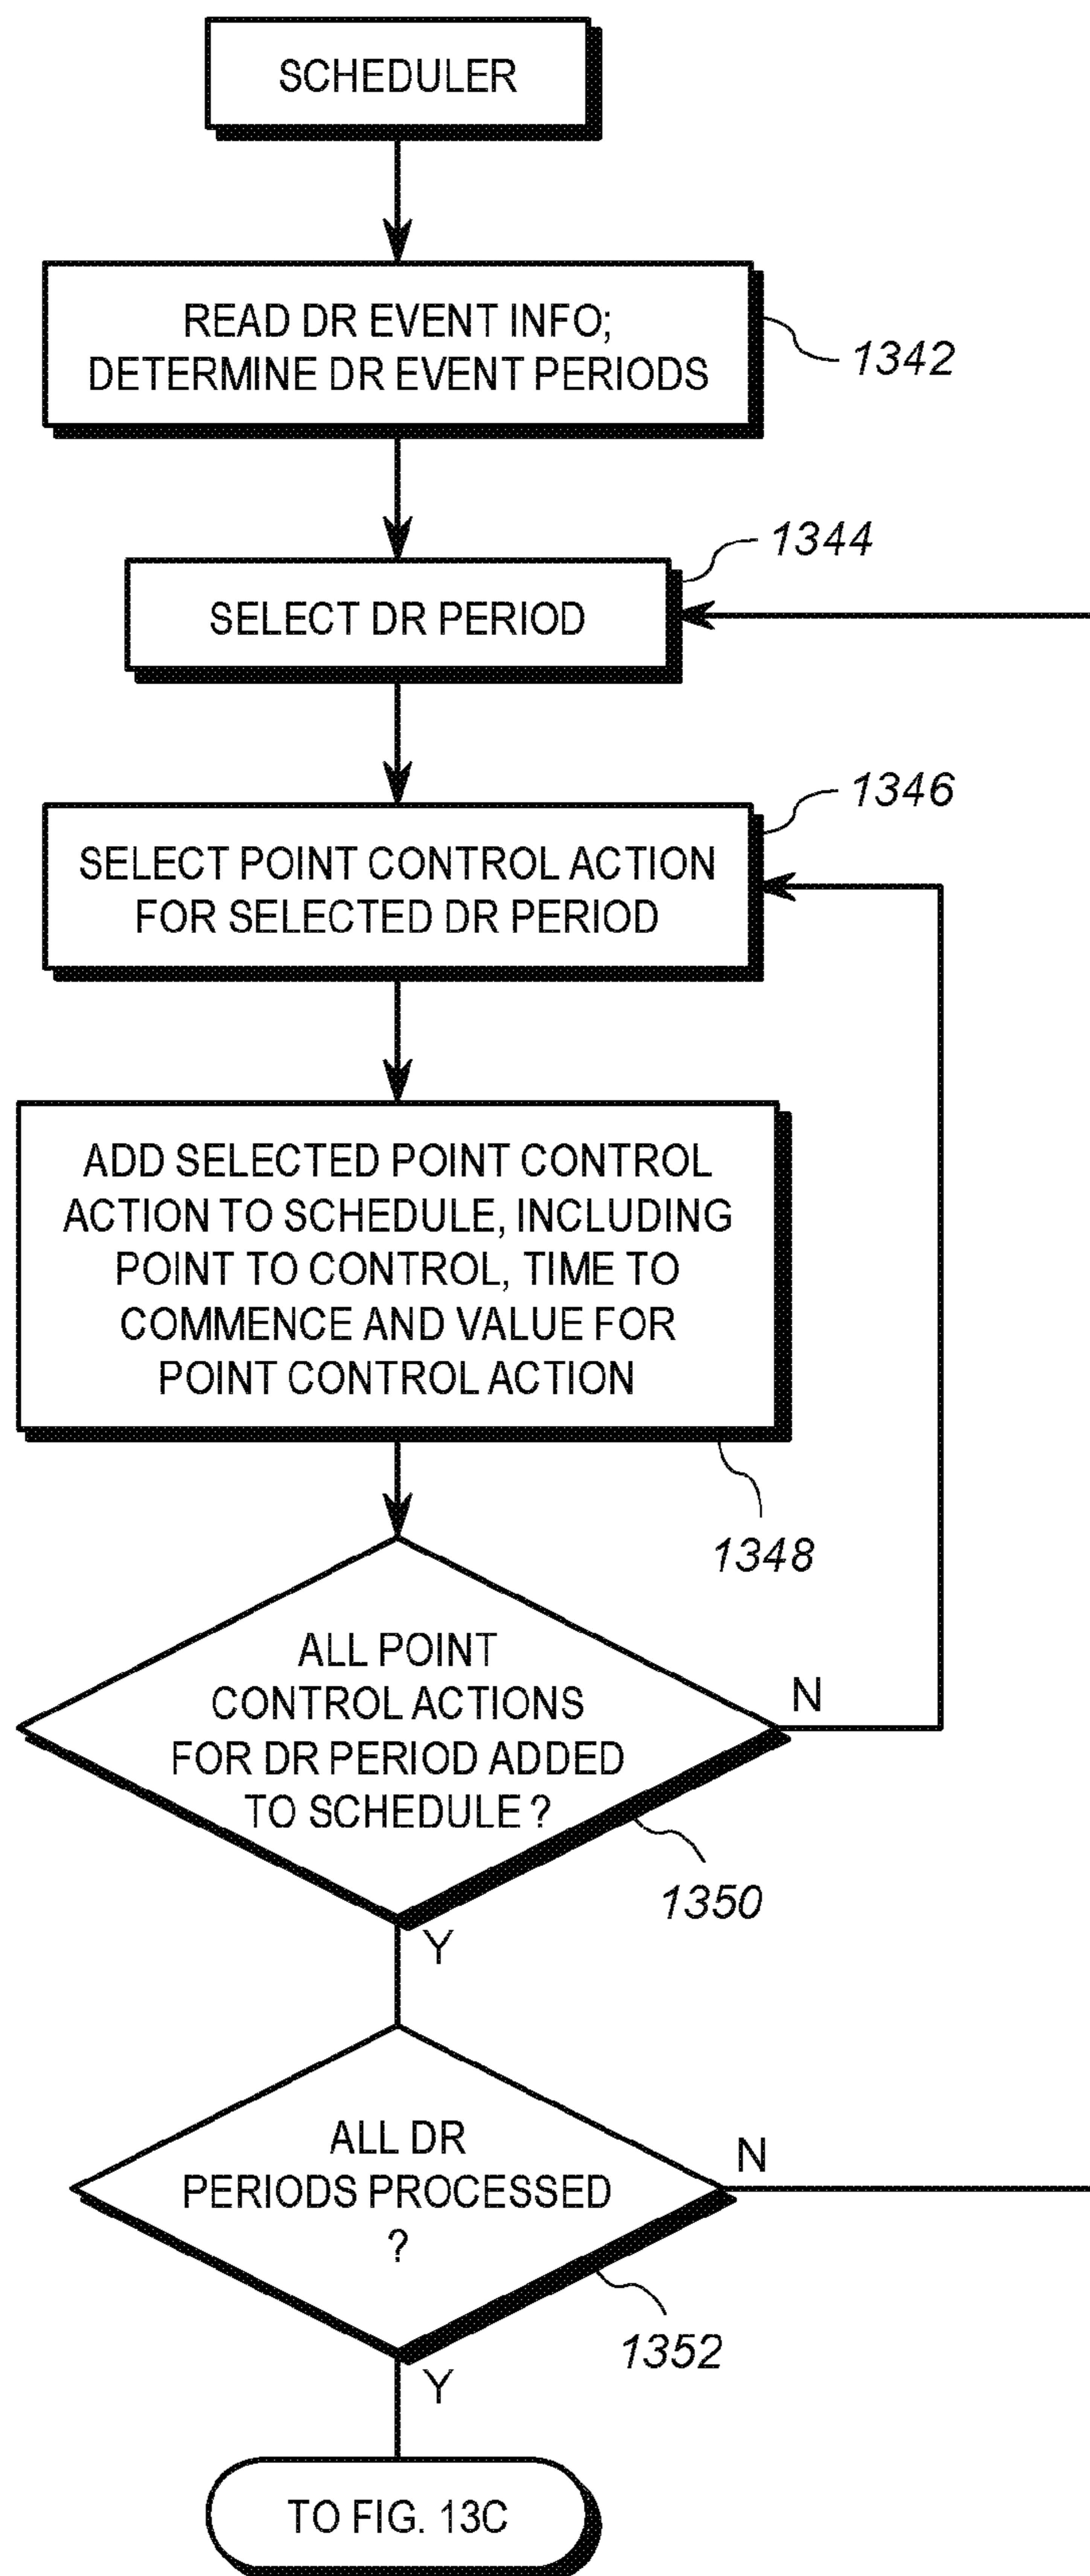 SCHEDULER
READ DR EVENT INFO;
DETERMINE DR EVENT PERIODS
1342
1344
SELECT DR PERIOD
1346
SELECT POINT CONTROL ACTION
FOR SELECTED DR PERIOD
ADD SELECTED POINT CONTROL
ACTION TO SCHEDULE, INCLUDING
POINT TO CONTROL, TIME TO
COMMENCE AND VALUE FOR
POINT CONTROL ACTION
1348
ALL POINT
CONTROL ACTIONS
FOR DR PERIOD ADDED
TO SCHEDULE ?
N
1350
Y
ALL DR
PERIODS PROCESSED
?
N
1352
Y
TO FIG. 13C